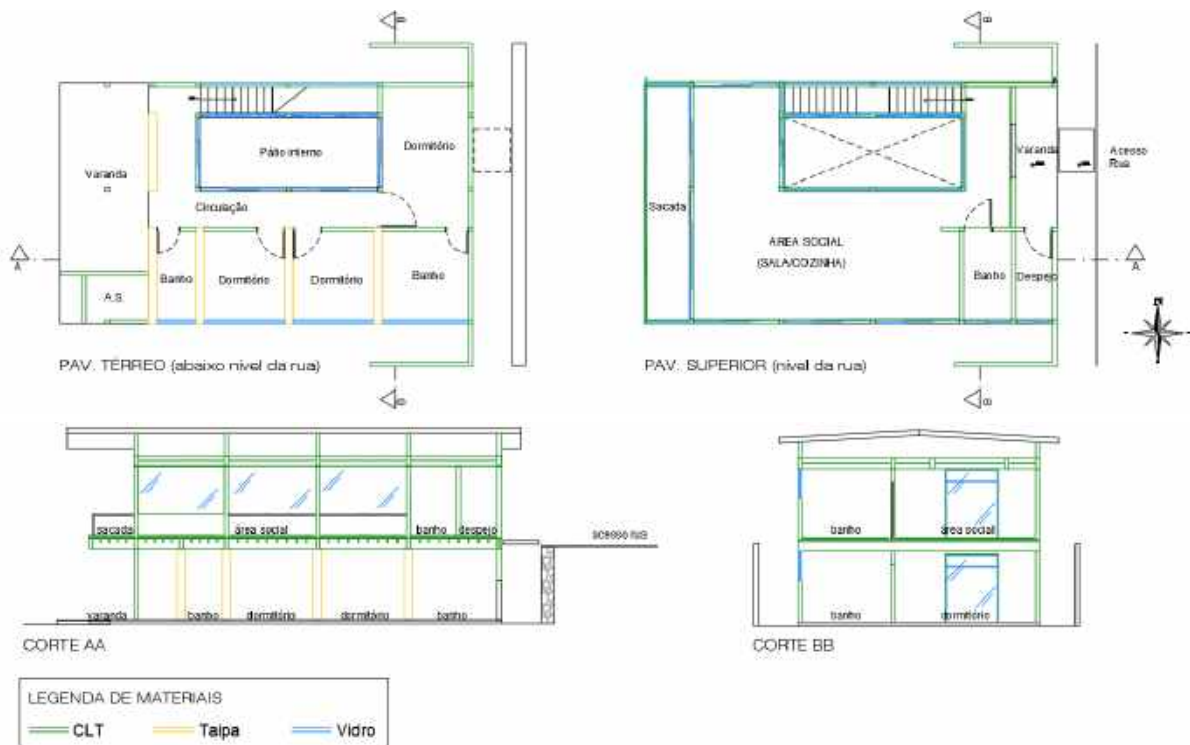 B
B
Pátio interno
Dormitório
Varanda
Circulação
Banho
Dormitório
Dormitório
Banho
A.S.
A
PAV. TÉRREO (abaixo nível da rua)
B
Varanda
Acesso
Rua
Sacada
ÁREA SOCIAL
(SALA/COZINHA)
Banho
Despejo
A
N
PAV. SUPERIOR (nível da rua)
B
sacada
área social
banho
despejo
acesso rua
varanda
banho
dormitório
dormitório
banho
CORTE AA
banho
área social
banho
dormitório
CORTE BB
LEGENDA DE MATERIAIS
CLT
Taipa
Vidro